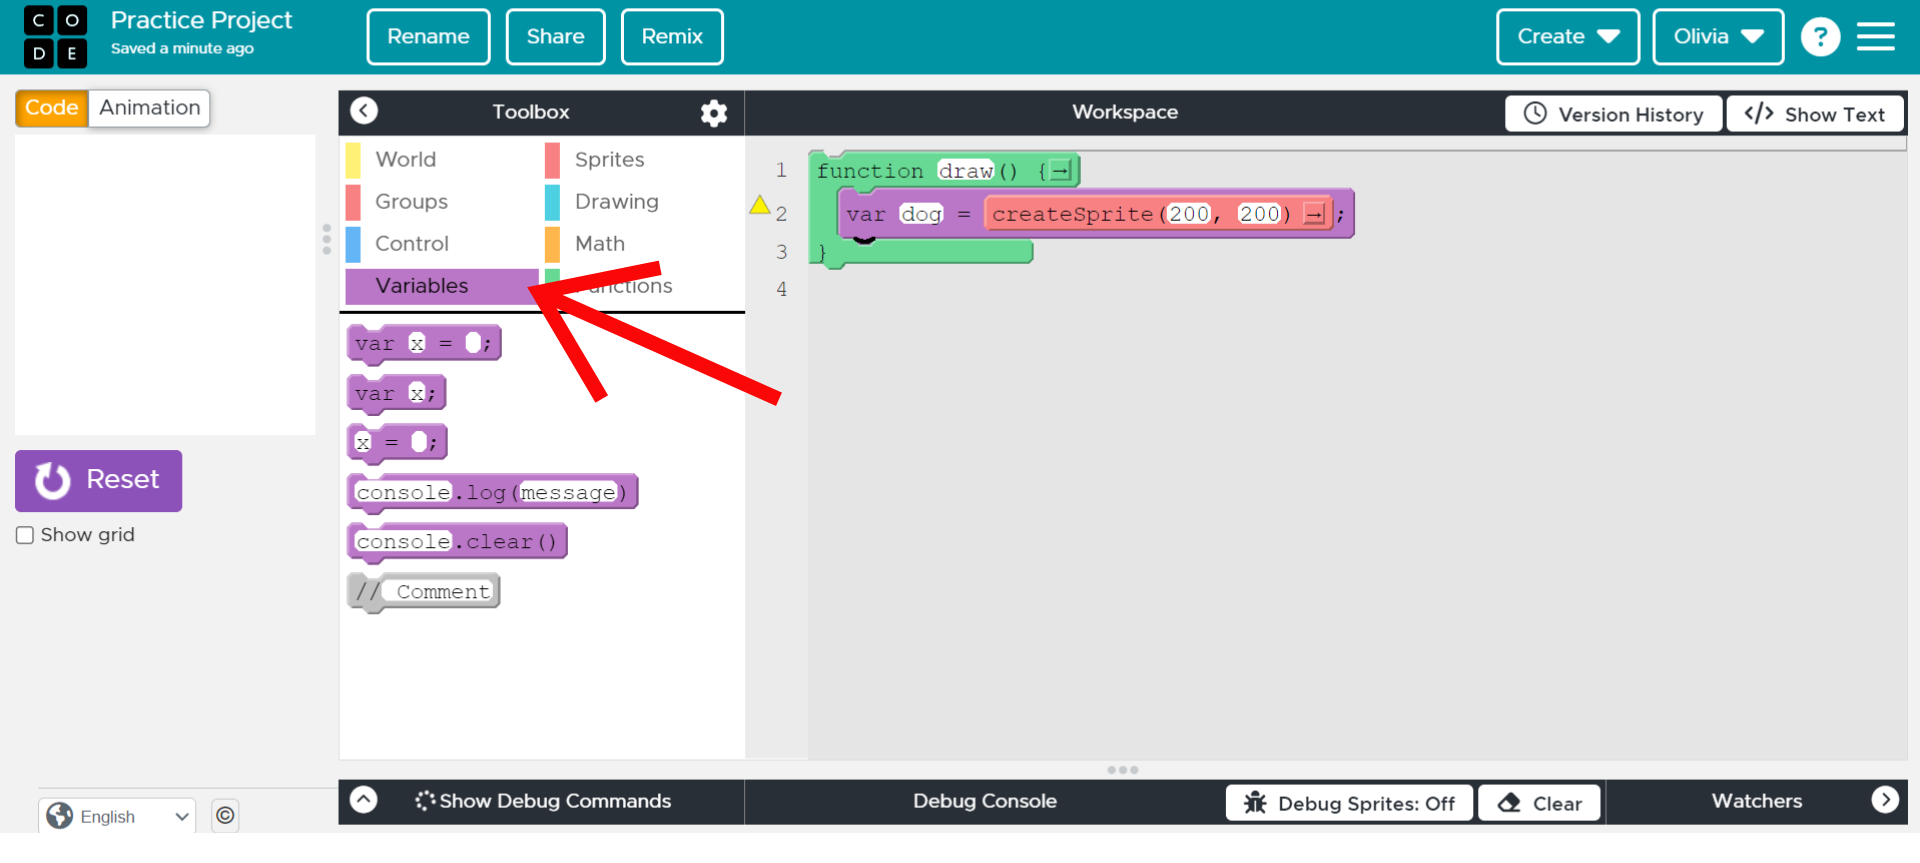 CODE
Practice Project
Saved a minute ago
Rename
Share
Remix
Create
Olivia
?
Code
Animation
Toolbox
Workspace
Version History
</> Show Text
World
Sprites
Groups
Drawing
Control
Math
Variables
var x = ;
var x;
x = ;
console.log(message)
console.clear()
// Comment
1 function draw() {
2 var dog = createSprite(200, 200) ;
3 }
4
Reset
Show grid
English
©
Show Debug Commands
Debug Console
Debug Sprites: Off
Clear
Watchers